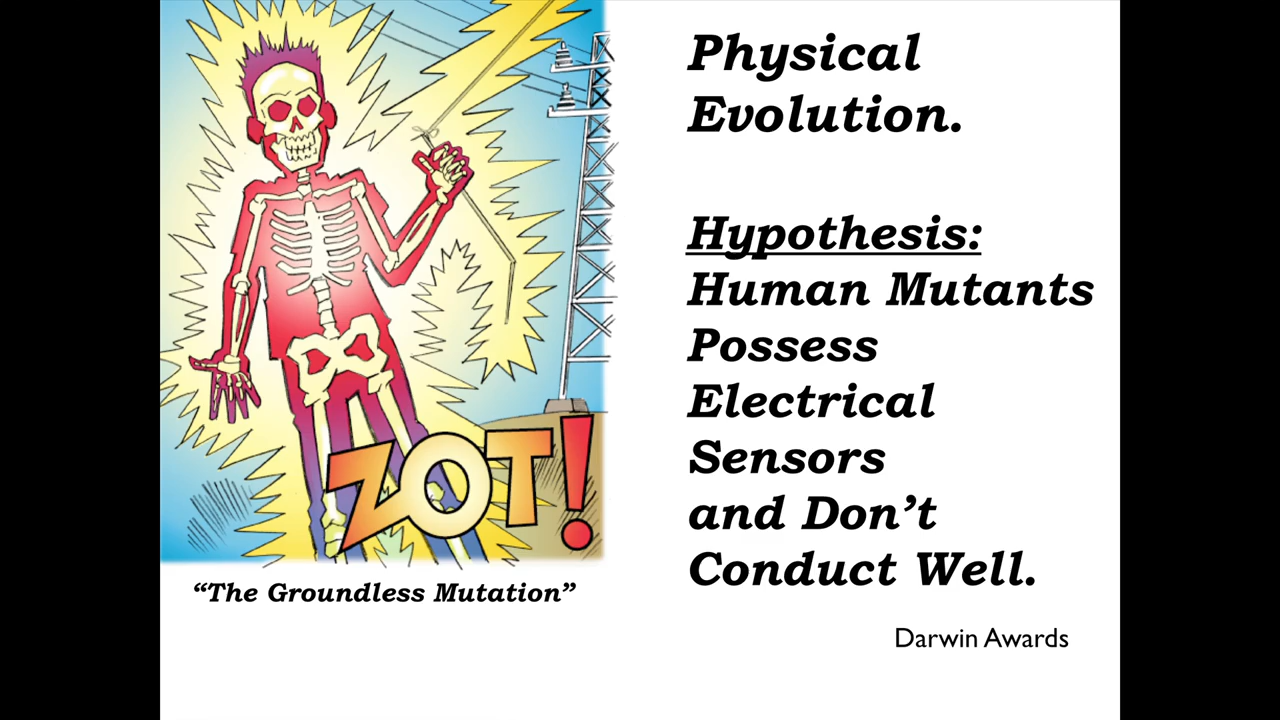 Physical
Evolution.
Hypothesis:
Human Mutants
Possess
Electrical
Sensors
and Don’t
Conduct Well.
ZOT!
“The Groundless Mutation”
Darwin Awards